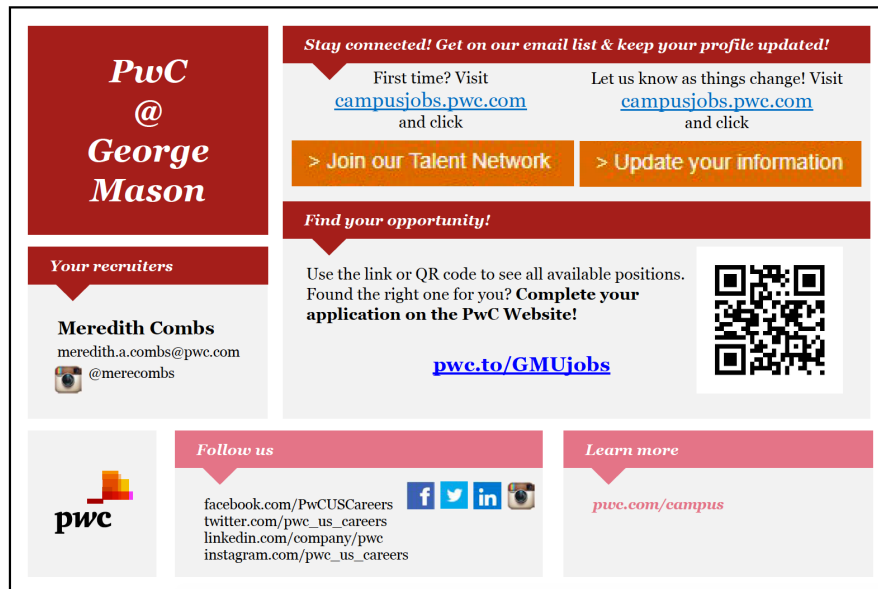 PwC
@
George
Mason
Stay connected! Get on our email list & keep your profile updated!
First time? Visit
campusjobs.pwc.com
and click
> Join our Talent Network
Let us know as things change! Visit
campusjobs.pwc.com
and click
> Update your information
Your recruiters
Meredith Combs
meredith.a.combs@pwc.com
@merecombs
Find your opportunity!
Use the link or QR code to see all available positions.
Found the right one for you? Complete your
application on the PwC Website!
pwc.to/GMUjobs
pwc
Follow us
facebook.com/PwCUSCareers
twitter.com/pwc_us_careers
linkedin.com/company/pwc
instagram.com/pwc_us_careers
Learn more
pwc.com/campus